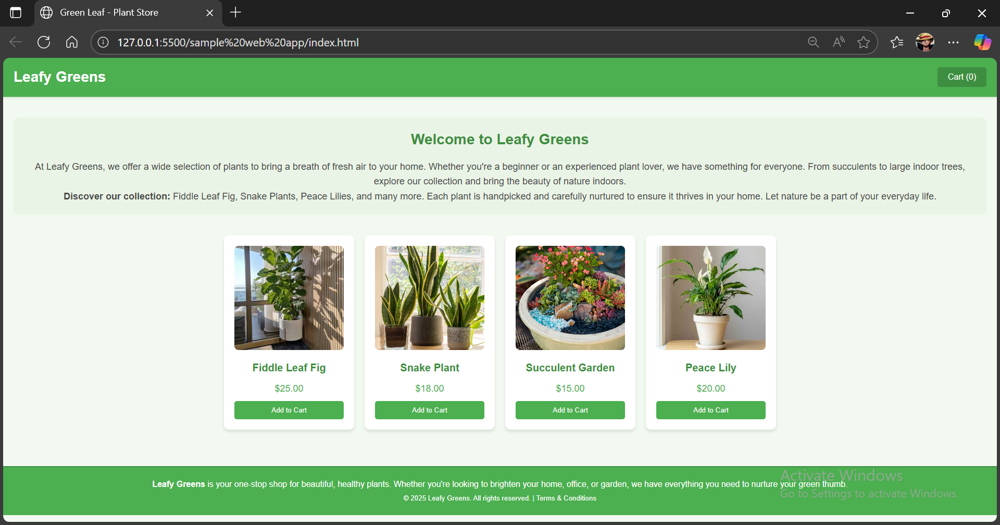 Green Leaf - Plant Store
127.0.0.1:5500/sample%20web%20app/index.html
Leafy Greens
Cart (0)
Welcome to Leafy Greens
At Leafy Greens, we offer a wide selection of plants to bring a breath of fresh air to your home. Whether you're a beginner or an experienced plant lover, we have something for everyone. From succulents to large indoor trees,
explore our collection and bring the beauty of nature indoors.
Discover our collection: Fiddle Leaf Fig, Snake Plants, Peace Lilies, and many more. Each plant is handpicked and carefully nurtured to ensure it thrives in your home. Let nature be a part of your everyday life.
Fiddle Leaf Fig
$25.00
Add to Cart
Snake Plant
$18.00
Add to Cart
Succulent Garden
$15.00
Add to Cart
Peace Lily
$20.00
Add to Cart
Leafy Greens is your one-stop shop for beautiful, healthy plants. Whether you're looking to brighten your home, office, or garden, we have everything you need to nurture your green thumb.
© 2025 Leafy Greens. All rights reserved. | Terms & Conditions
Activate Windows
Go to Settings to activate Windows.